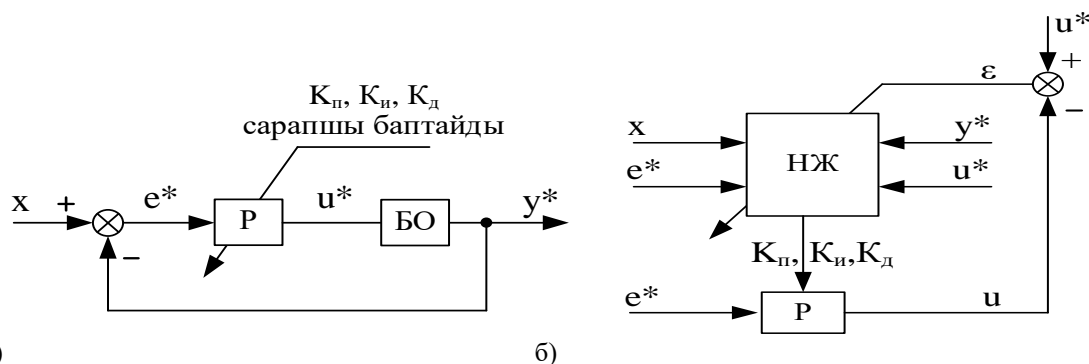 Кп, Ки, Кд
сарапшы баптайды
x
+
e*
P
u*
БО
y*
−
)
u*
+
ε
−
x
y*
НЖ
e*
u*
Кп, Ки,Кд
e*
P
u
б)